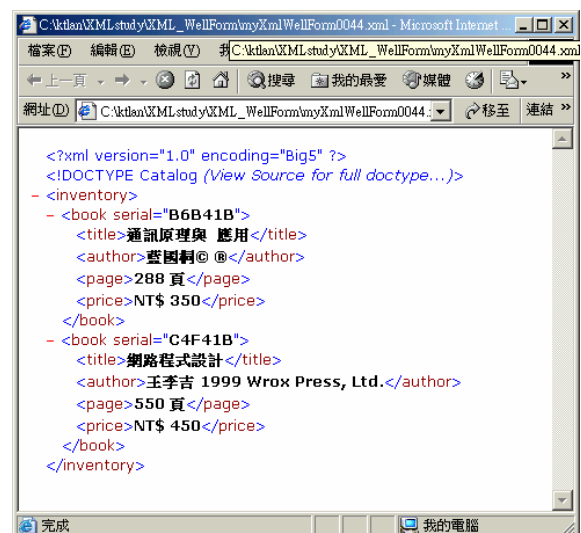 C:\ktlan\XMLstudy\XML_WellForm\myXmlWellForm0044.xml - Microsoft Internet ...
檔案(F) 編輯(E) 檢視(V) 我 C:\ktlan\XMLstudy\XML_WellForm\myXmlWellForm0044.xml
上一頁 搜尋 我的最愛 媒體 »
網址(D) C:\ktlan\XMLstudy\XML_WellForm\myXmlWellForm0044.: 移至 連結 »
<?xml version="1.0" encoding="Big5" ?>
<!DOCTYPE Catalog (View Source for full doctype...)>
- <inventory>
- <book serial="B6B41B">
<title>通訊原理與 應用</title>
<author>藍國桐© ®</author>
<page>288 頁</page>
<price>NT$ 350</price>
</book>
- <book serial="C4F41B">
<title>網路程式設計</title>
<author>王李吉 1999 Wrox Press, Ltd.</author>
<page>550 頁</page>
<price>NT$ 450</price>
</book>
</inventory>
完成 我的電腦